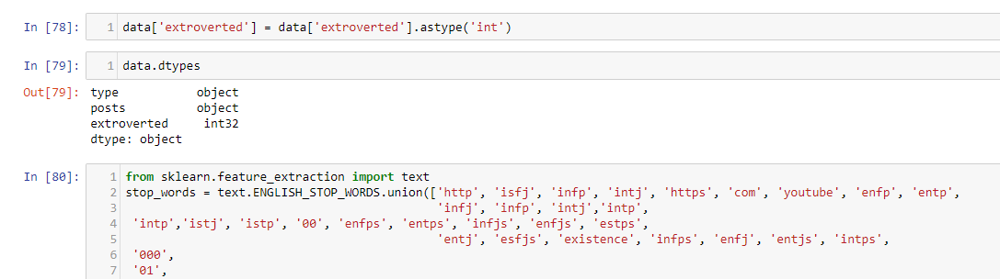 In [78]: 1 data['extroverted'] = data['extroverted'].astype('int')
In [79]: 1 data.dtypes
Out[79]: type object
posts object
extroverted int32
dtype: object
In [80]: 1 from sklearn.feature_extraction import text
2 stop_words = text.ENGLISH_STOP_WORDS.union(['http', 'isfj', 'infp', 'intj', 'https', 'com', 'youtube', 'enfp', 'entp',
3 'infj', 'infp', 'intj','intp',
4 'intp','istj', 'istp', '00', 'enfps', 'entps', 'infjs', 'enfjs', 'estps',
5 'entj', 'esfjs', 'existence', 'infps', 'enfj', 'entjs', 'intps',
6 '000',
7 '01',